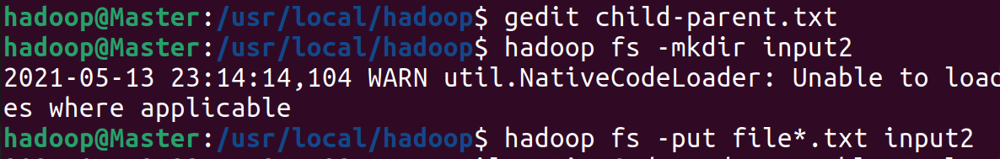 hadoop@Master:/usr/local/hadoop$ gedit child-parent.txt
hadoop@Master:/usr/local/hadoop$ hadoop fs -mkdir input2
2021-05-13 23:14:14,104 WARN util.NativeCodeLoader: Unable to load
es where applicable
hadoop@Master:/usr/local/hadoop$ hadoop fs -put file*.txt input2